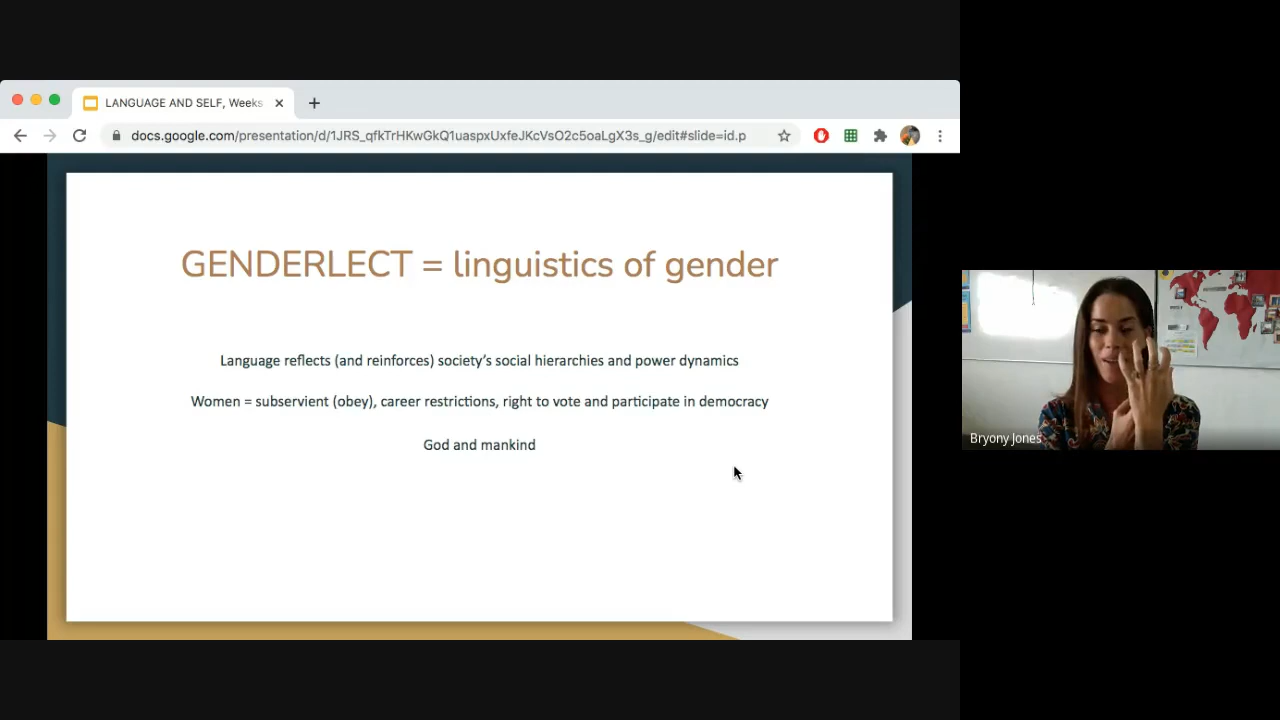 LANGUAGE AND SELF, Weeks
docs.google.com/presentation/d/1JRS_qfkTrHKwGkQ1uaspxUxfeJKcVsO2c5oaLgX3s_g/edit#slide=id.p
GENDERLECT = linguistics of gender
Language reflects (and reinforces) society's social hierarchies and power dynamics
Women = subservient (obey), career restrictions, right to vote and participate in democracy
God and mankind
Bryony Jones